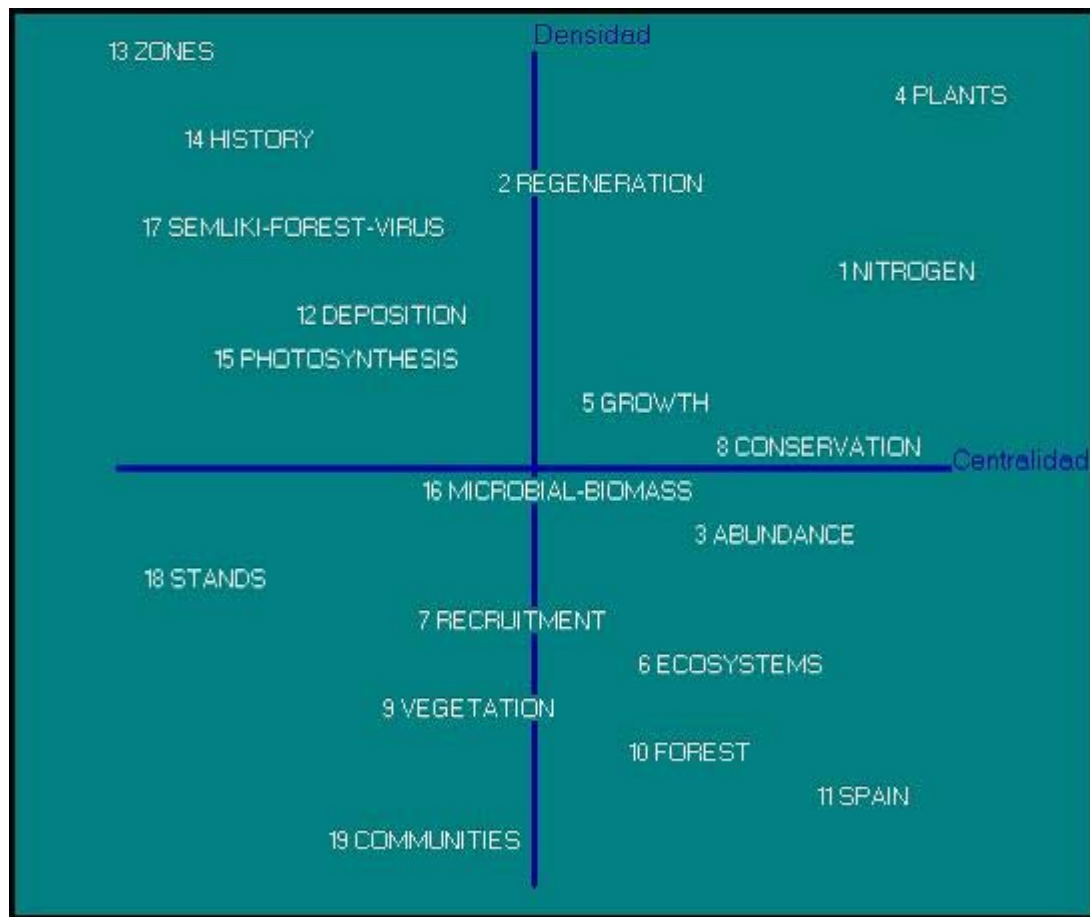 Densidad
13 ZONES
4 PLANTS
14 HISTORY
2 REGENERATION
17 SEMLIKI-FOREST-VIRUS
1 NITROGEN
12 DEPOSITION
15 PHOTOSYNTHESIS
5 GROWTH
8 CONSERVATION
Centralidad
16 MICROBIAL-BIOMASS
3 ABUNDANCE
18 STANDS
7 RECRUITMENT
6 ECOSYSTEMS
9 VEGETATION
10 FOREST
11 SPAIN
19 COMMUNITIES